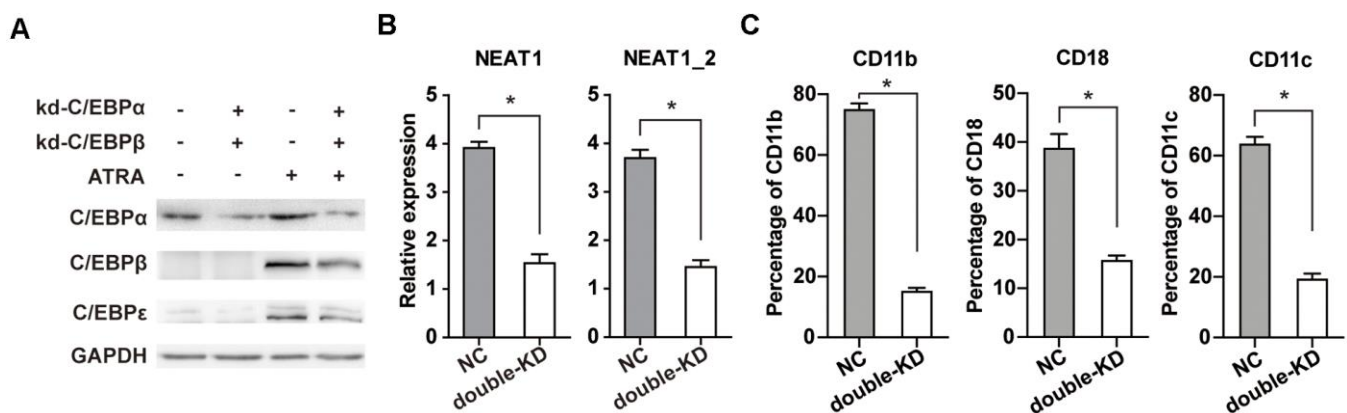 A
kd-C/EBPα - + - +
kd-C/EBPβ - + - +
ATRA - - + +
C/EBPα
C/EBPβ
C/EBPε
GAPDH
B
NEAT1
Relative expression
5
4
3
2
1
0
*
NC
double-KD
NEAT1_2
5
4
3
2
1
0
*
NC
double-KD
C
CD11b
Percentage of CD11b
80
60
40
20
0
*
NC
double-KD
CD18
Percentage of CD18
50
40
30
20
10
0
*
NC
double-KD
CD11c
Percentage of CD11c
80
60
40
20
0
*
NC
double-KD